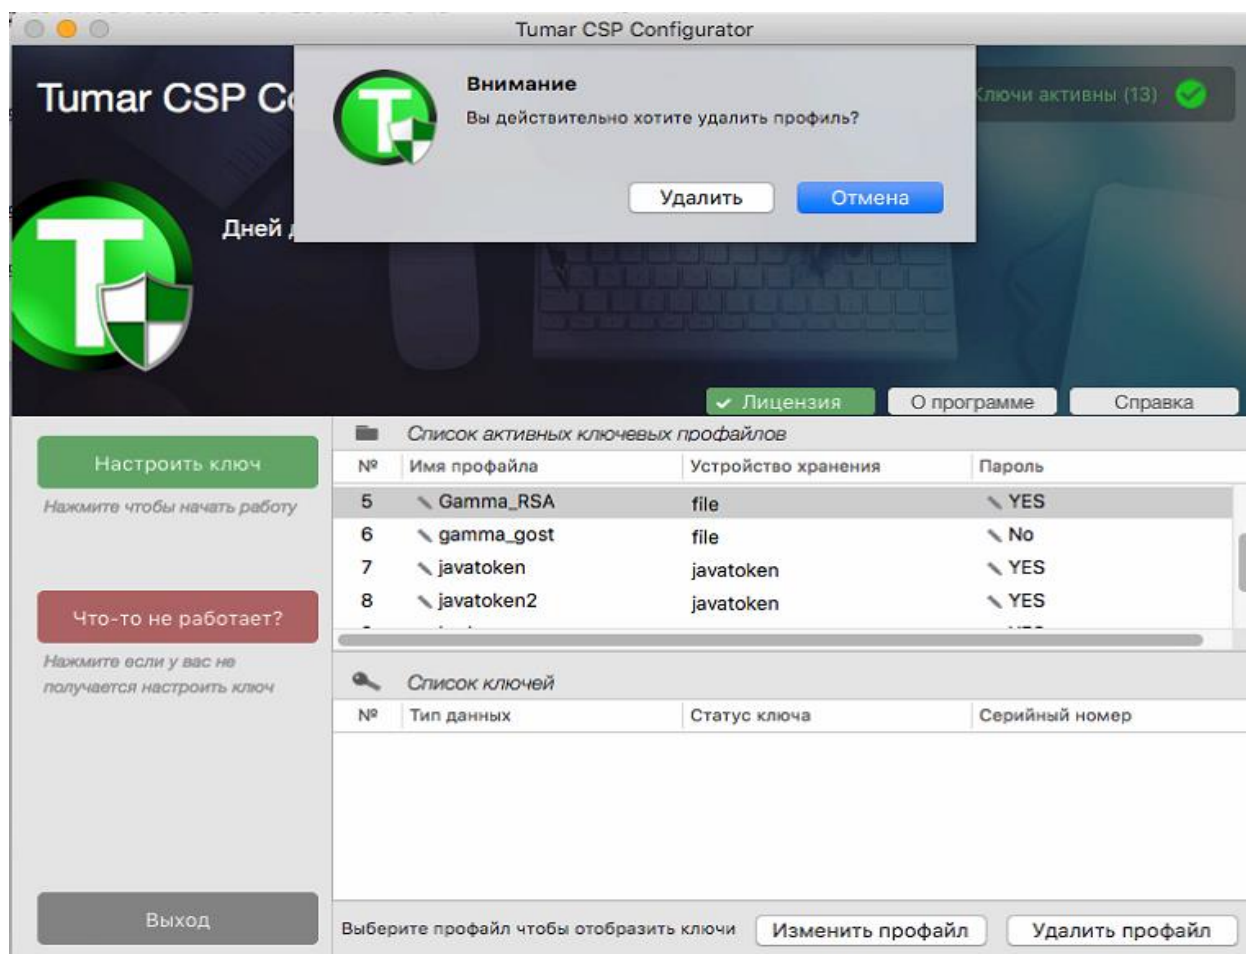 Tumar CSP Configurator
Tumar CSP
Внимание
Вы действительно хотите удалить профиль?
Ключи активны (13)
Удалить
Отмена
Дней
Лицензия
О программе
Справка
Настроить ключ
Нажмите чтобы начать работу
Что-то не работает?
Нажмите если у вас не
получается настроить ключ
Выход
Список активных ключевых профайлов
№ Имя профайла Устройство хранения Пароль
5 Gamma_RSA file YES
6 gamma_gost file No
7 javatoken javatoken YES
8 javatoken2 javatoken YES
Список ключей
№ Тип данных Статус ключа Серийный номер
Выберите профайл чтобы отобразить ключи
Изменить профайл
Удалить профайл